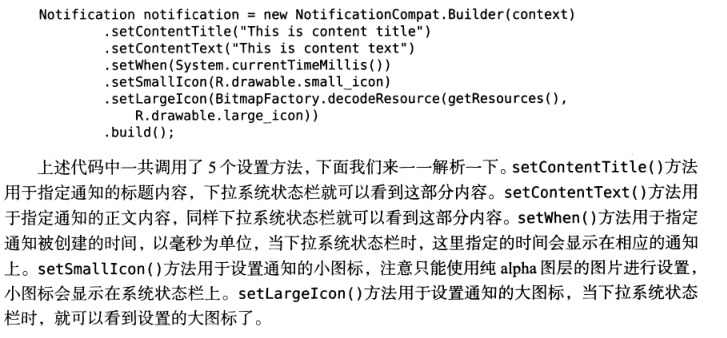 Notification notification = new NotificationCompat.Builder(context)
.setContentTitle("This is content title")
.setContentText("This is content text")
.setWhen(System.currentTimeMillis())
.setSmallIcon(R.drawable.small_icon)
.setLargeIcon(BitmapFactory.decodeResource(getResources(),
R.drawable.large_icon))
.build();
上述代码中一共调用了 5 个设置方法，下面我们来一一解析一下。setContentTitle()方法
用于指定通知的标题内容，下拉系统状态栏就可以看到这部分内容。setContentText()方法用
于指定通知的正文内容，同样下拉系统状态栏就可以看到这部分内容。setWhen()方法用于指定
通知被创建的时间，以毫秒为单位，当下拉系统状态栏时，这里指定的时间会显示在相应的通知
上。setSmallIcon()方法用于设置通知的小图标，注意只能使用纯 alpha 图层的图片进行设置，
小图标会显示在系统状态栏上。setLargeIcon()方法用于设置通知的大图标，当下拉系统状态
栏时，就可以看到设置的大图标了。